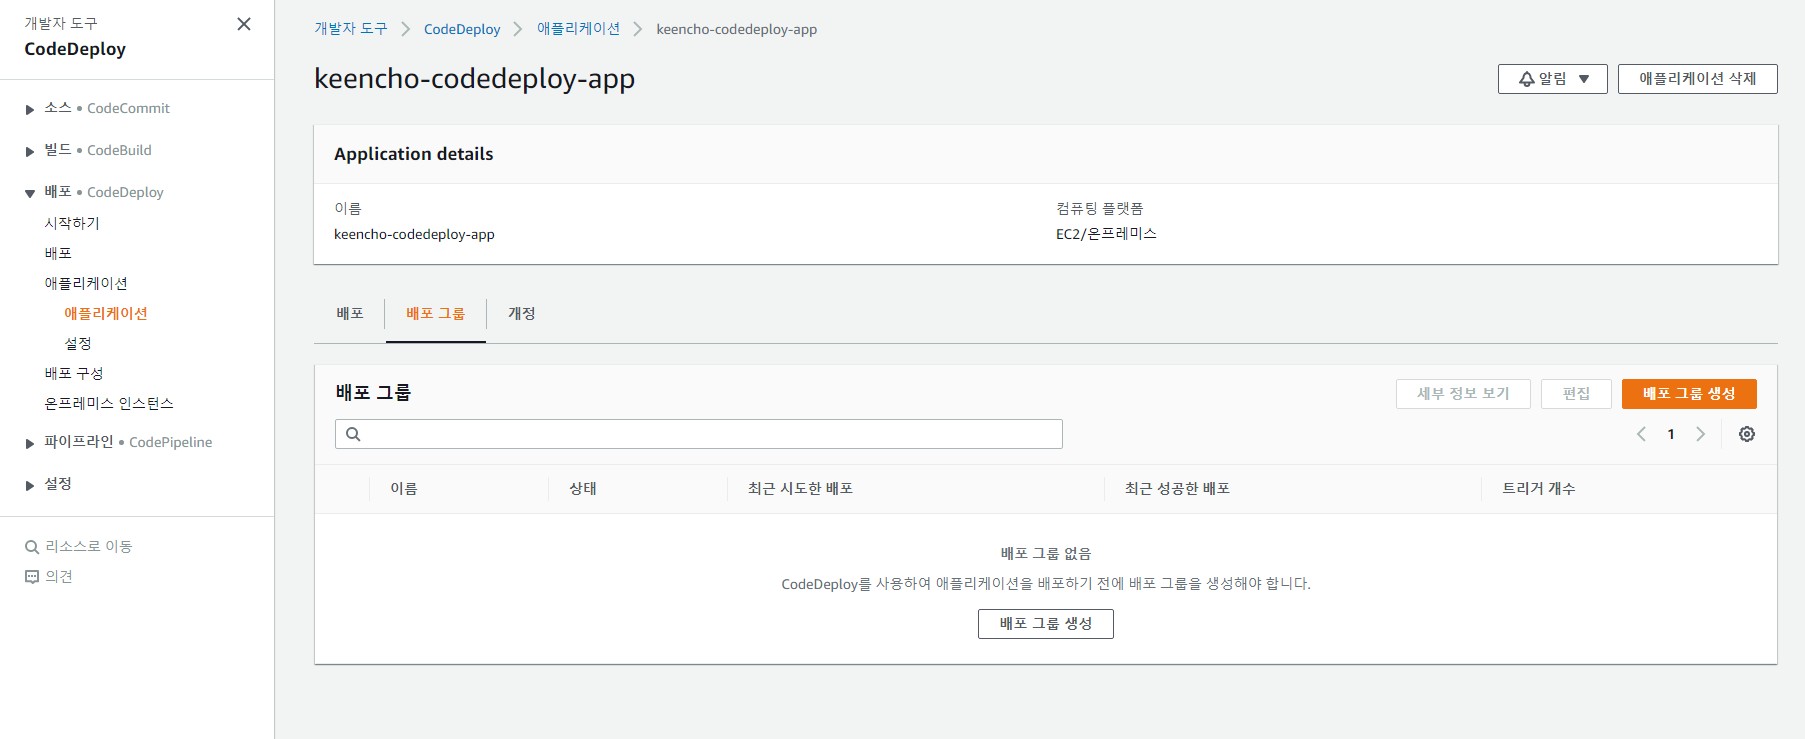 개발자 도구
CodeDeploy
소스 • CodeCommit
빌드 • CodeBuild
배포 • CodeDeploy
시작하기
배포
애플리케이션
애플리케이션
설정
배포 구성
온프레미스 인스턴스
파이프라인 • CodePipeline
설정
리소스로 이동
의견
개발자 도구 > CodeDeploy > 애플리케이션 > keencho-codedeploy-app
keencho-codedeploy-app
알림 ▼ 애플리케이션 삭제
Application details
이름 컴퓨팅 플랫폼
keencho-codedeploy-app EC2/온프레미스
배포 배포 그룹 개정
배포 그룹 세부 정보 보기 편집 배포 그룹 생성
1
이름 상태 최근 시도한 배포 최근 성공한 배포 트리거 개수
배포 그룹 없음
CodeDeploy를 사용하여 애플리케이션을 배포하기 전에 배포 그룹을 생성해야 합니다.
배포 그룹 생성